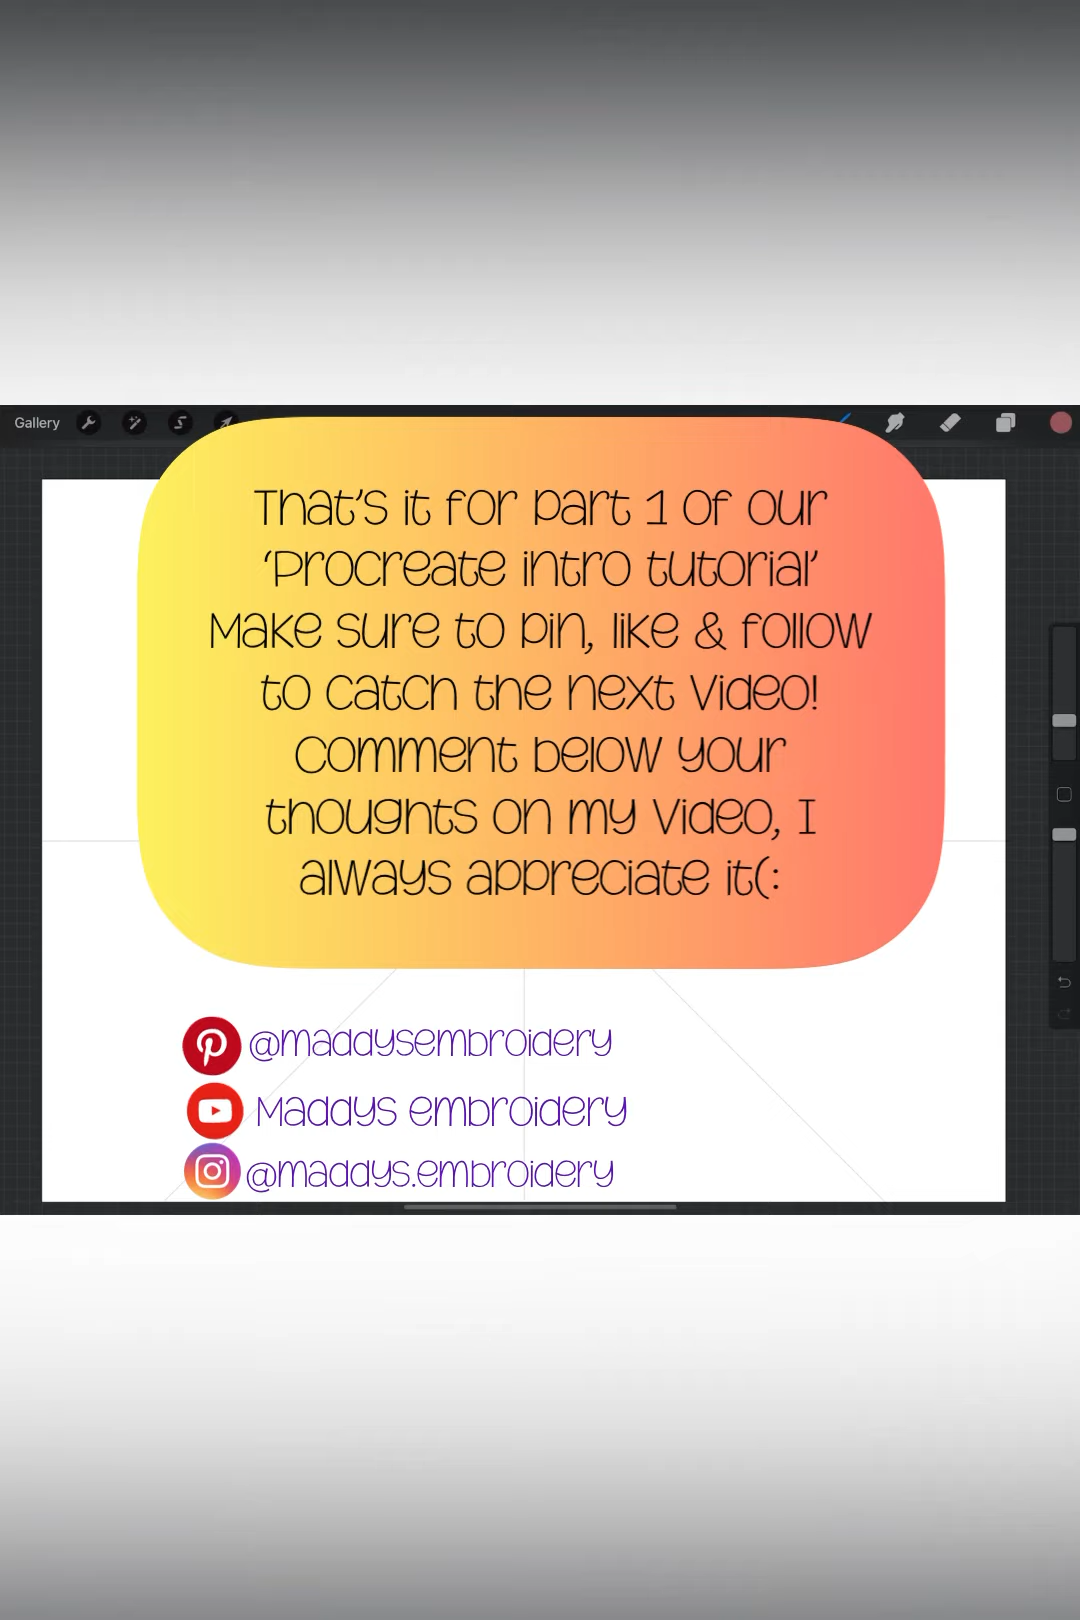 Gallery
That's it for part 1 of our
'Procreate intro tutorial'
Make sure to pin, like & follow
to catch the next video!
Comment below your
thoughts on my video, I
always appreciate it(:
@maddysembroidery
Maddys embroidery
@maddys.embroidery